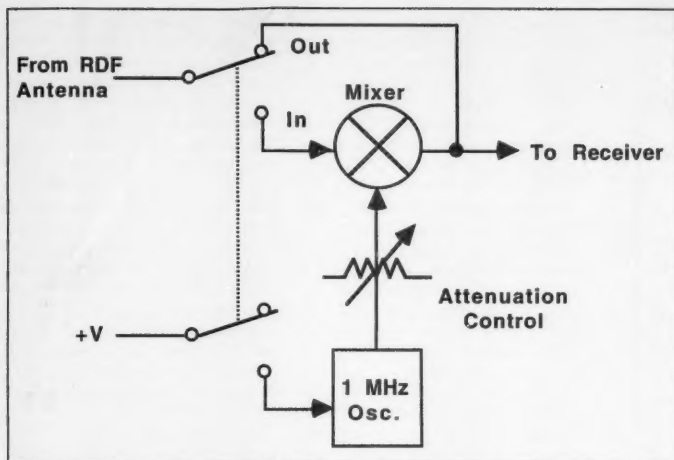 From RDF
Antenna
Out
In
Mixer
To Receiver
Attenuation
Control
+V
1 MHz
Osc.